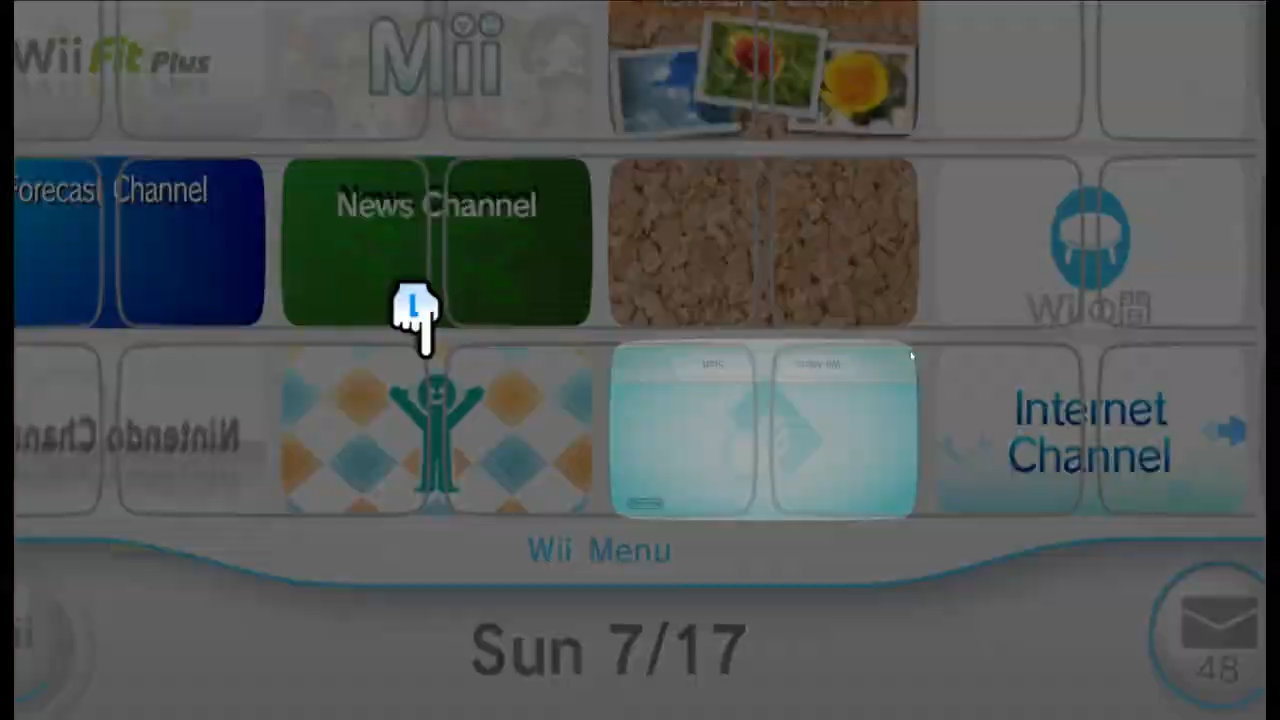 Wii Fit Plus
Mii
Forecast Channel
News Channel
Wiiの間
Nintendo Chann
Internet
Channel
Wii Menu
Sun 7/17
48